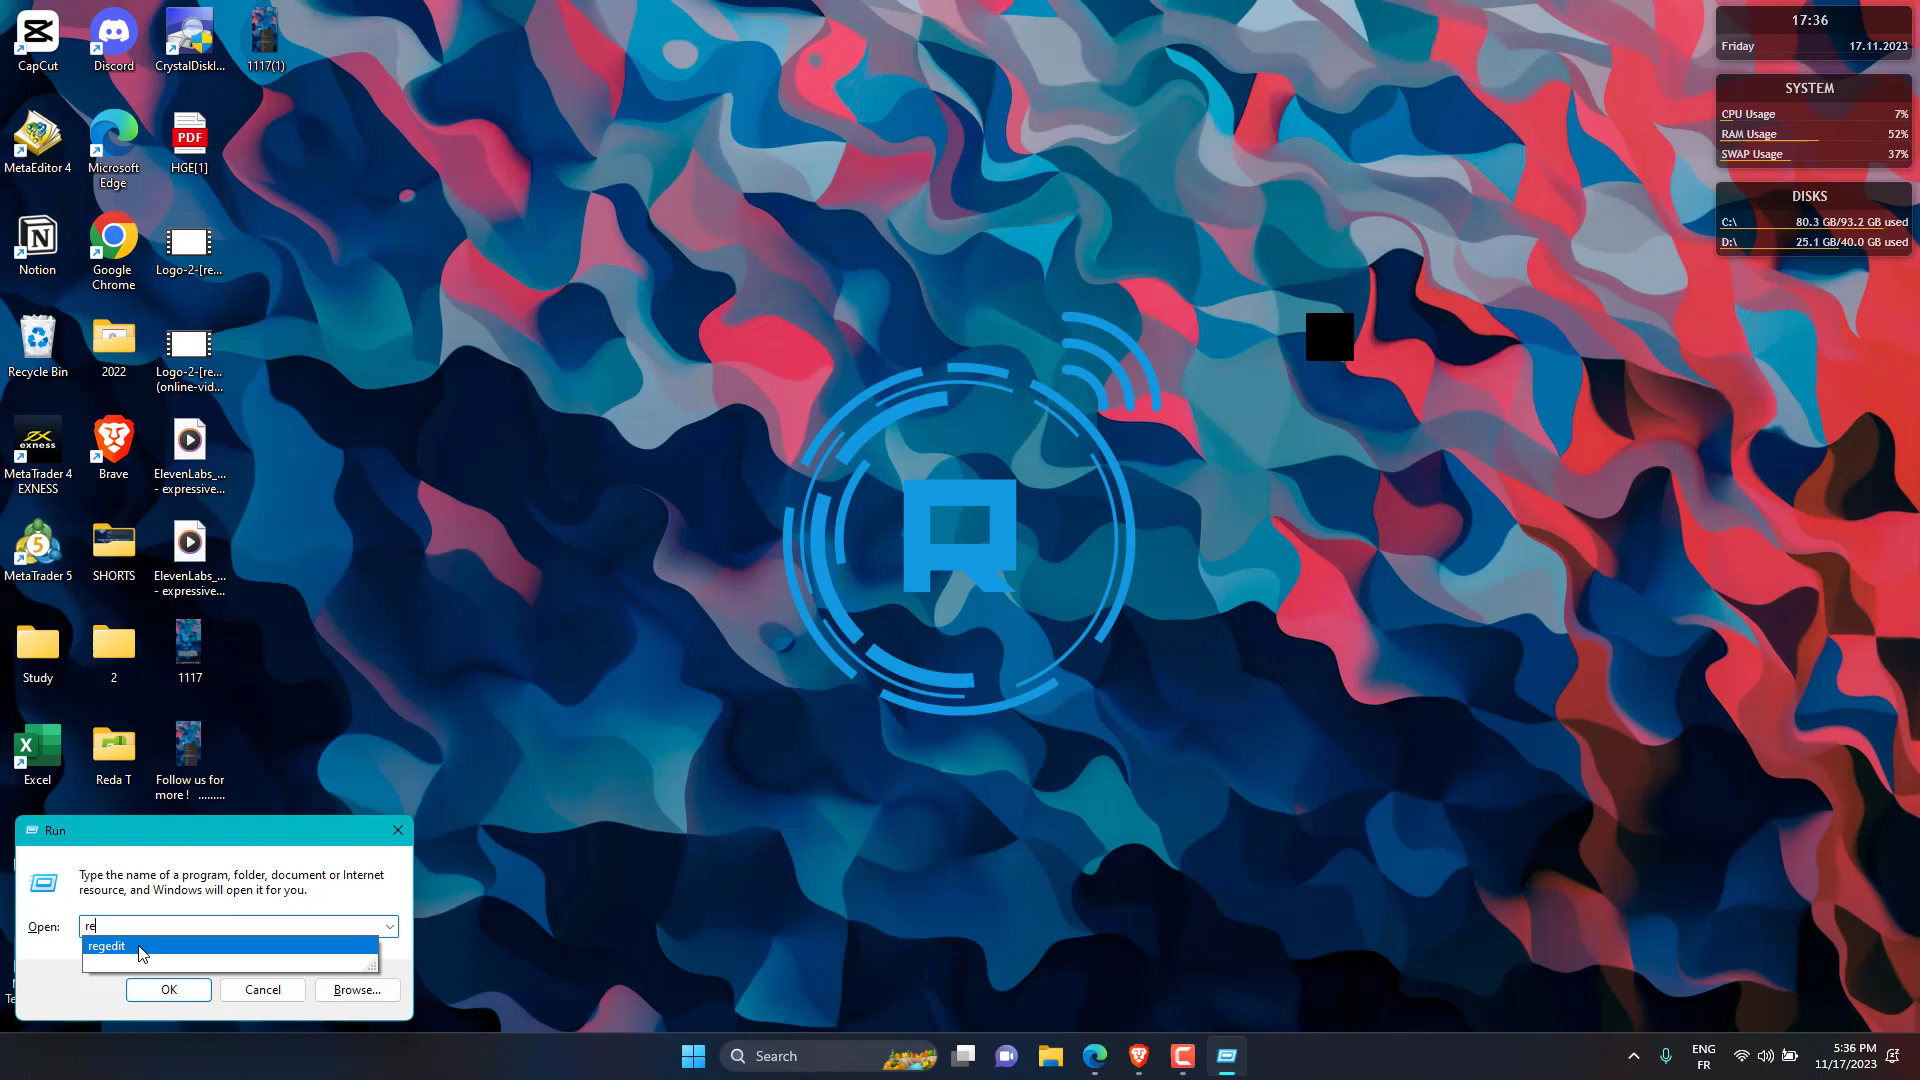 CapCut
Discord
CrystalDiskI...
1117(1)
MetaEditor 4
Microsoft
Edge
PDF
HGE[1]
Notion
Google
Chrome
Logo-2-[re...
Recycle Bin
2022
Logo-2-[re...
(online-vid...
exness
MetaTrader 4
EXNESS
Brave
ElevenLabs_...
- expressive...
5
MetaTrader 5
SHORTS
ElevenLabs_...
- expressive...
Study
2
1117
X
Excel
Reda T
Follow us for
more ! .........
R
17:36
Friday 17.11.2023
SYSTEM
CPU Usage 7%
RAM Usage 52%
SWAP Usage 37%
DISKS
C:\ 80.3 GB/93.2 GB used
D:\ 25.1 GB/40.0 GB used
Run
Type the name of a program, folder, document or Internet
resource, and Windows will open it for you.
Open: re
regedit
OK Cancel Browse...
Search
ENG
FR
5:36 PM
11/17/2023